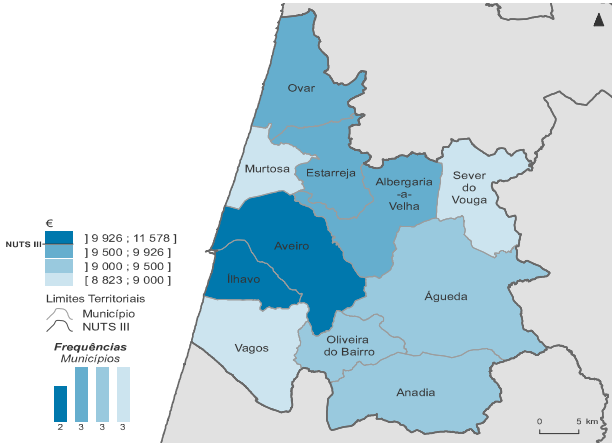 Ovar
Murtosa
Estarreja
Albergaria
-a-
Velha
Sever
do
Vouga
Aveiro
Ílhavo
Águeda
Vagos
Oliveira
do Bairro
Anadia
€
NUTS III
] 9 926 ; 11 578 ]
] 9 500 ; 9 926 ]
] 9 000 ; 9 500 ]
[ 8 823 ; 9 000 ]
Limites Territoriais
Município
NUTS III
Frequências
Municípios
2 3 3 3
0 5 km